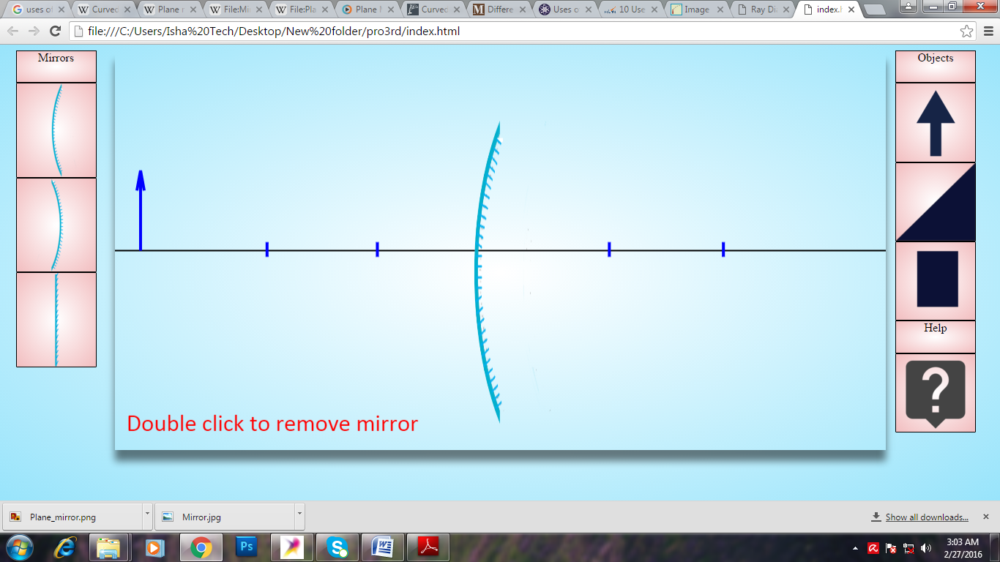 uses of
Curved
Plane r
File:Mi
File:Pla
Plane M
Curved
Differe
Uses o
10 Use
Image
Ray Di
index.h
file:///C:/Users/Isha%20Tech/Desktop/New%20folder/pro3rd/index.html
Mirrors
Objects
Help
?
Double click to remove mirror
Plane_mirror.png
Mirror.jpg
Show all downloads...
Ps
3:03 AM
2/27/2016